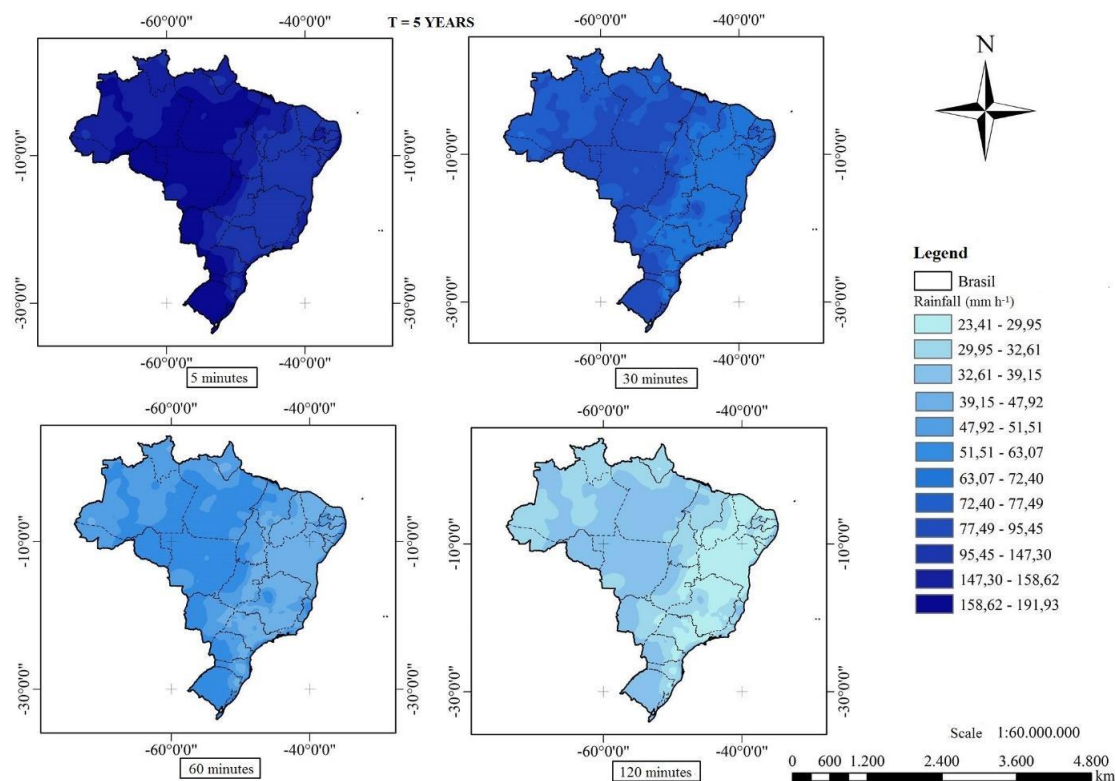 T = 5 YEARS
-60°0'0" -40°0'0"
-60°0'0" -40°0'0"
-10°0'0"
-30°0'0"
-10°0'0"
-30°0'0"
-10°0'0"
-30°0'0"
-10°0'0"
-30°0'0"
-60°0'0" -40°0'0"
5 minutes
-60°0'0" -40°0'0"
30 minutes
N
-60°0'0" -40°0'0"
-60°0'0" -40°0'0"
-10°0'0"
-30°0'0"
-10°0'0"
-30°0'0"
-10°0'0"
-30°0'0"
-10°0'0"
-30°0'0"
-60°0'0" -40°0'0"
60 minutes
-60°0'0" -40°0'0"
120 minutes
Legend
Brasil
Rainfall (mm h⁻¹)
23,41 - 29,95
29,95 - 32,61
32,61 - 39,15
39,15 - 47,92
47,92 - 51,51
51,51 - 63,07
63,07 - 72,40
72,40 - 77,49
77,49 - 95,45
95,45 - 147,30
147,30 - 158,62
158,62 - 191,93
Scale 1:60.000.000
0 600 1.200 2.400 3.600 4.800
km